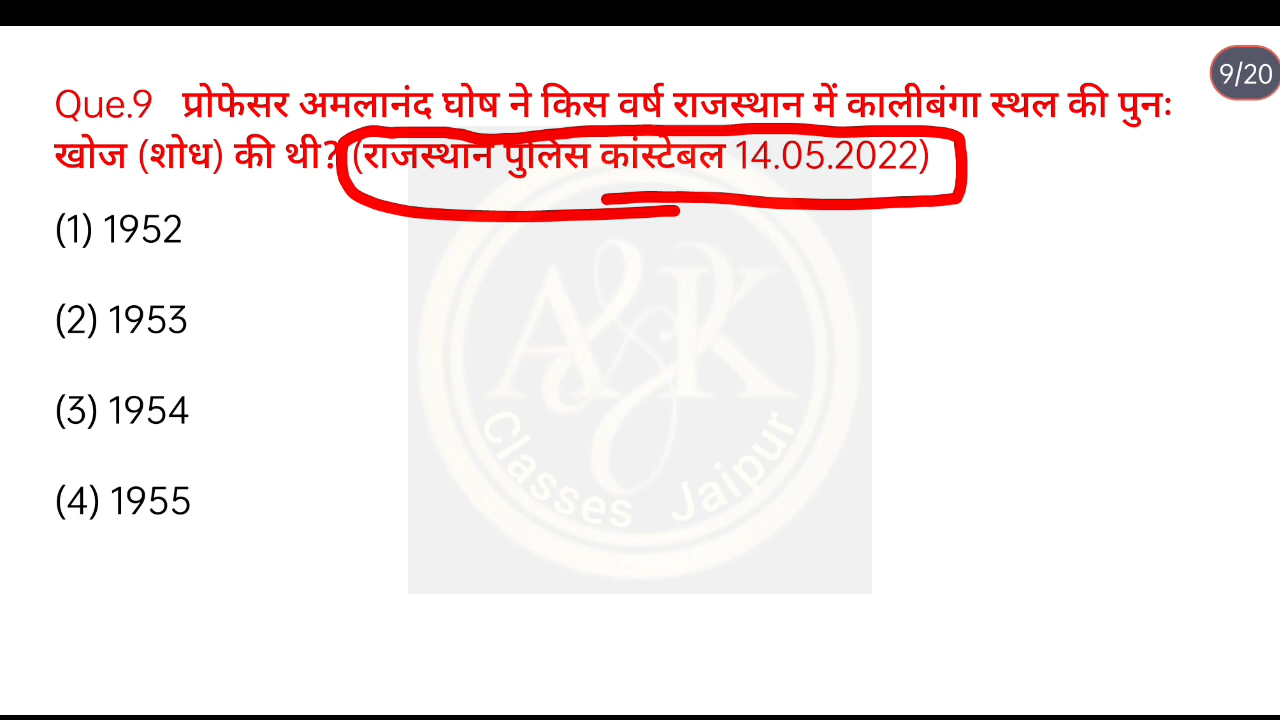 9/20
Que.9 प्रोफेसर अमलानंद घोष ने किस वर्ष राजस्थान में कालीबंगा स्थल की पुनः
खोज (शोध) की थी? (राजस्थान पुलिस कांस्टेबल 14.05.2022)
(1) 1952
(2) 1953
(3) 1954
(4) 1955
A&K
Classes Jaipur